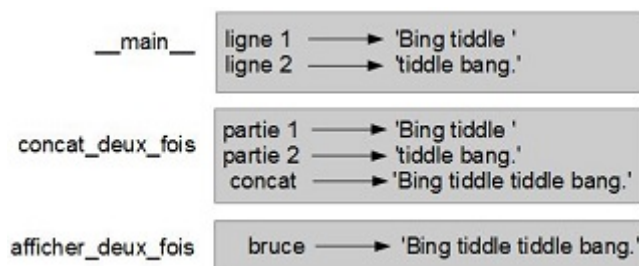 __main__
ligne 1 'Bing tiddle '
ligne 2 'tiddle bang.'
concat_deux_fois
partie 1 'Bing tiddle '
partie 2 'tiddle bang.'
concat 'Bing tiddle tiddle bang.'
afficher_deux_fois
bruce 'Bing tiddle tiddle bang.'